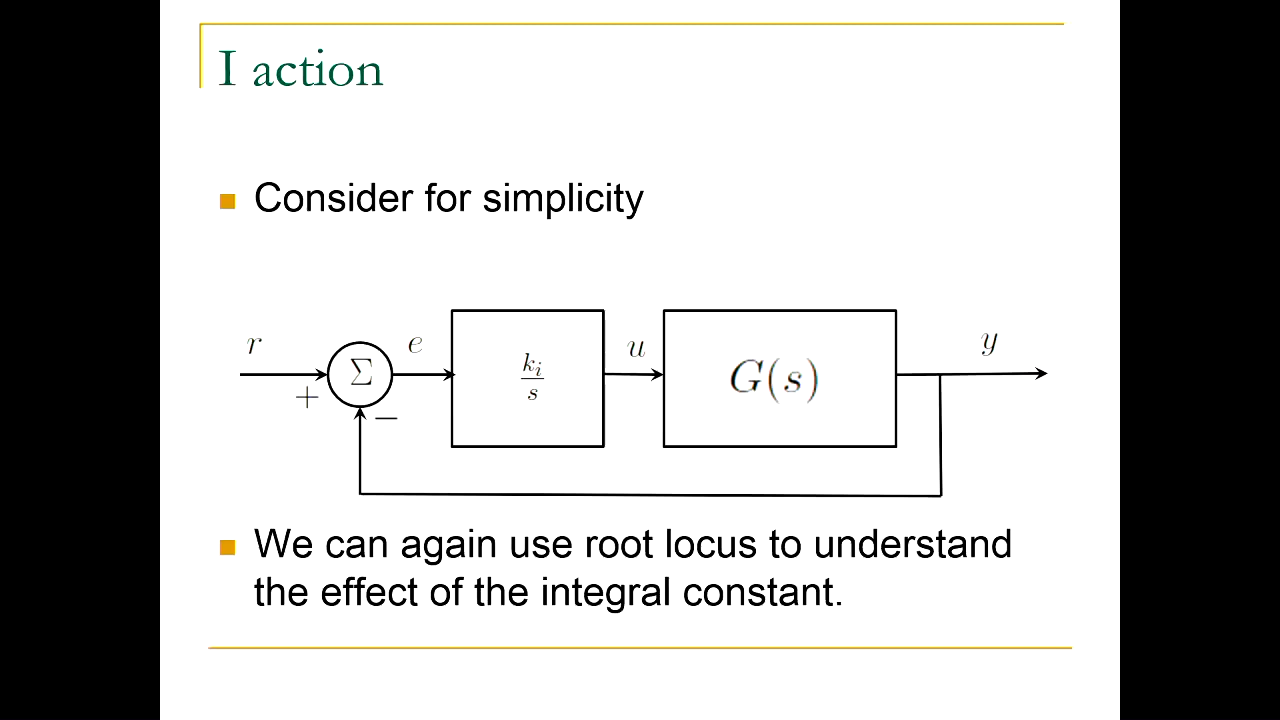 I action
Consider for simplicity
r
e
u
y
Σ
+
−
k_i/s
G(s)
We can again use root locus to understand
the effect of the integral constant.